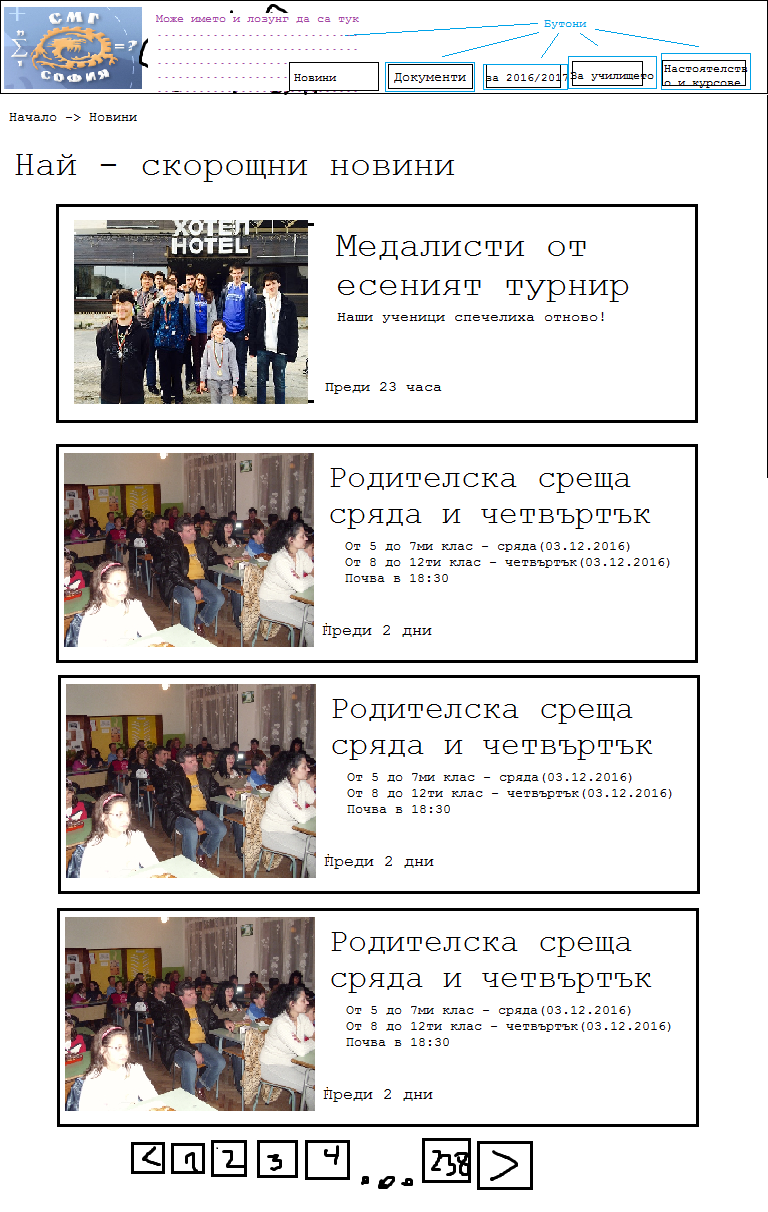 СМГ
=?
СОФИЯ
Може името и лозунг да са тук
Бутони
Новини
Документи
за 2016/2017
За училището
Настоятелств
о и курсове
Начало -> Новини
Най - скорощни новини
ХОТЕЛ
HOTEL
Медалисти от
есеният турнир
Наши ученици спечелиха отново!
Преди 23 часа
Родителска среща
сряда и четвъртък
От 5 до 7ми клас - сряда(03.12.2016)
От 8 до 12ти клас - четвъртък(03.12.2016)
Почва в 18:30
Преди 2 дни
Родителска среща
сряда и четвъртък
От 5 до 7ми клас - сряда(03.12.2016)
От 8 до 12ти клас - четвъртък(03.12.2016)
Почва в 18:30
Преди 2 дни
Родителска среща
сряда и четвъртък
От 5 до 7ми клас - сряда(03.12.2016)
От 8 до 12ти клас - четвъртък(03.12.2016)
Почва в 18:30
Преди 2 дни
< 1 2 3 4 ... 238 >